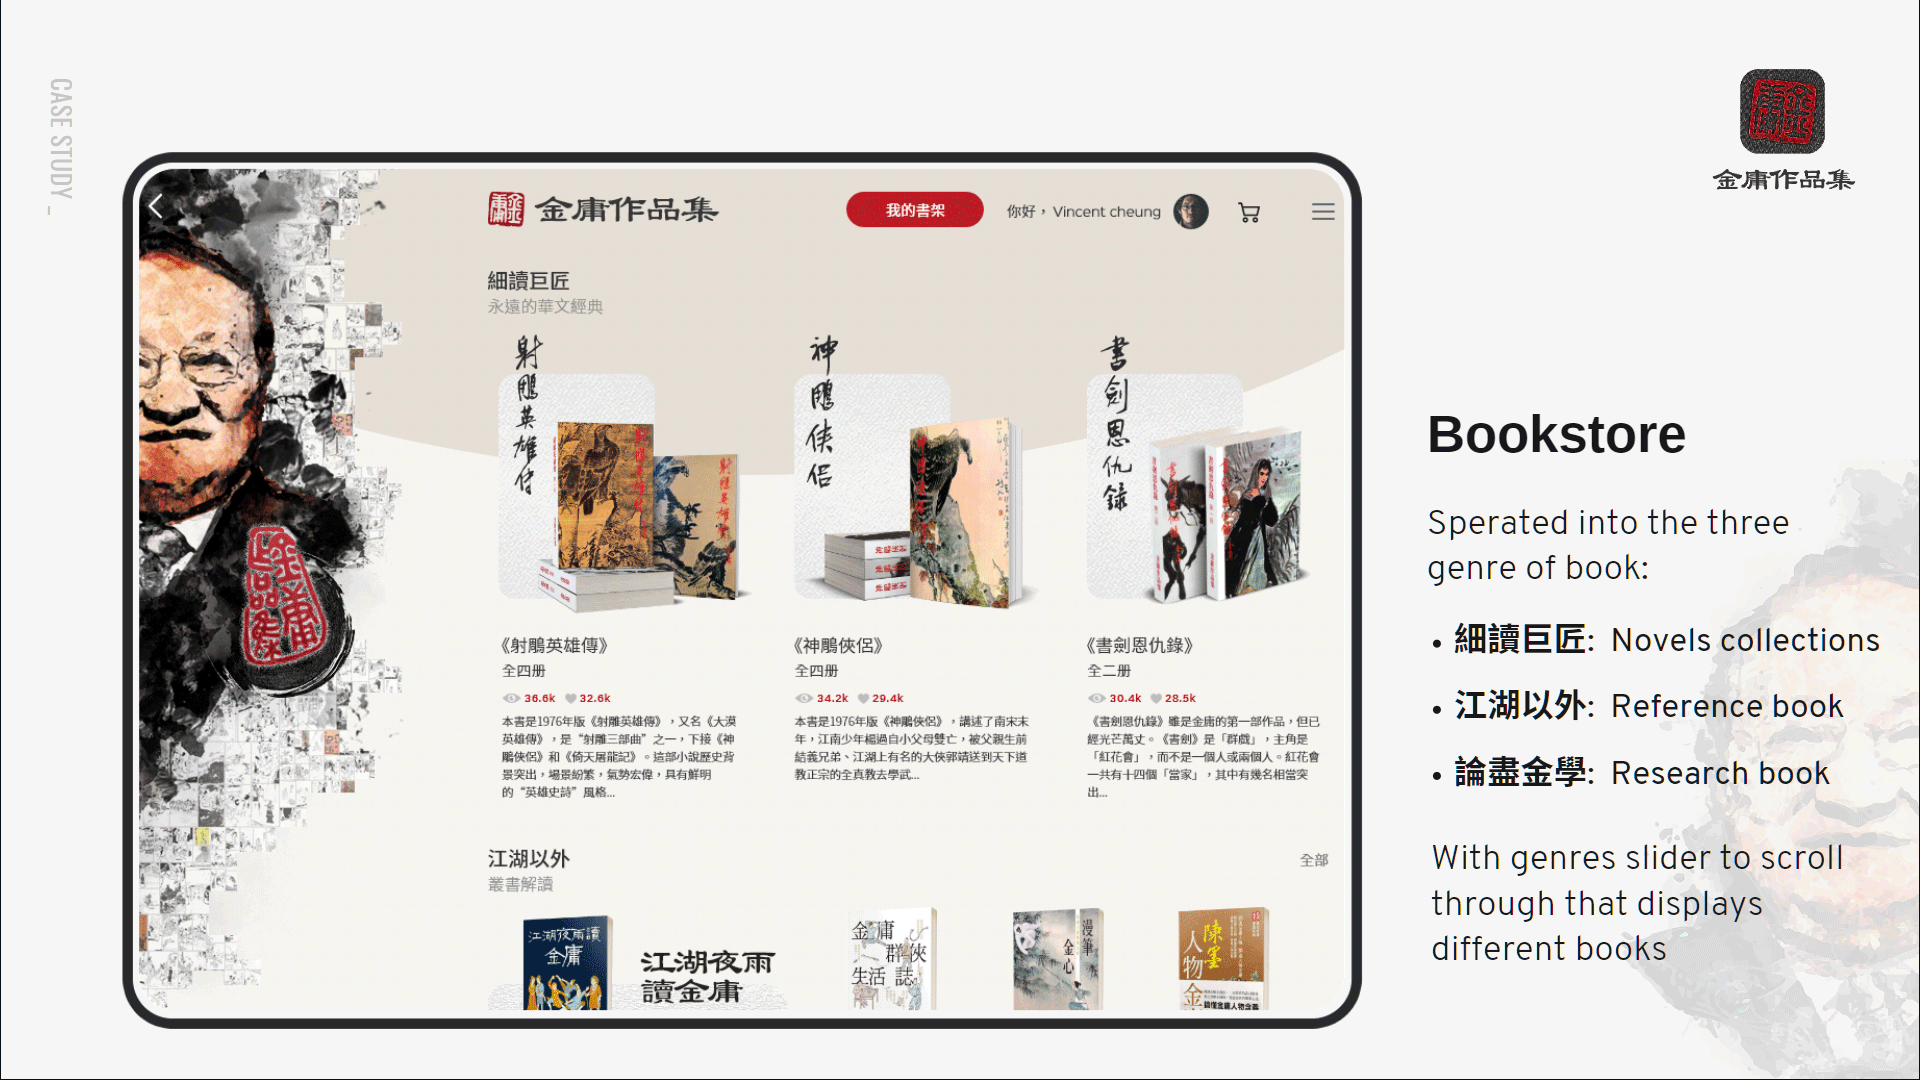 CASE STUDY _
金庸作品集
金庸作品集
我的書架
你好，Vincent cheung
細讀巨匠
永遠的華文經典
射鵰英雄传
神鵰侠侣
書劍恩仇録
《射鵰英雄傳》
全四册
36.6k 32.6k
本書是1976年版《射雕英雄傳》，又名《大漠
英雄傳》，是“射雕三部曲”之一，下接《神
鵰俠侶》和《倚天屠龍記》。這部小說歷史背
景突出，場景紛繁，氣勢宏偉，具有鮮明
的“英雄史詩”風格...
《神鵰俠侶》
全四册
34.2k 29.4k
本書是1976年版《神鵰俠侶》，講述了南宋末
年，江南少年楊過自小父母雙亡，被父親生前
結義兄弟、江湖上有名的大俠郭靖送到天下道
教正宗的全真教去學武...
《書劍恩仇錄》
全二册
30.4k 28.5k
《書劍恩仇錄》雖是金庸的第一部作品，但已
經光芒萬丈。《書劍》是「群戲」，主角是
「紅花會」，而不是一個人或兩個人。紅花會
一共有十四個「當家」，其中有幾名相當突
出...
江湖以外
叢書解讀
全部
江湖夜雨讀
金庸
江湖夜雨
讀金庸
金庸
群俠
生活誌
漫筆
金心
陳墨
人物金
Bookstore
Sperated into the three
genre of book:
• 細讀巨匠: Novels collections
• 江湖以外: Reference book
• 論盡金學: Research book
With genres slider to scroll
through that displays
different books